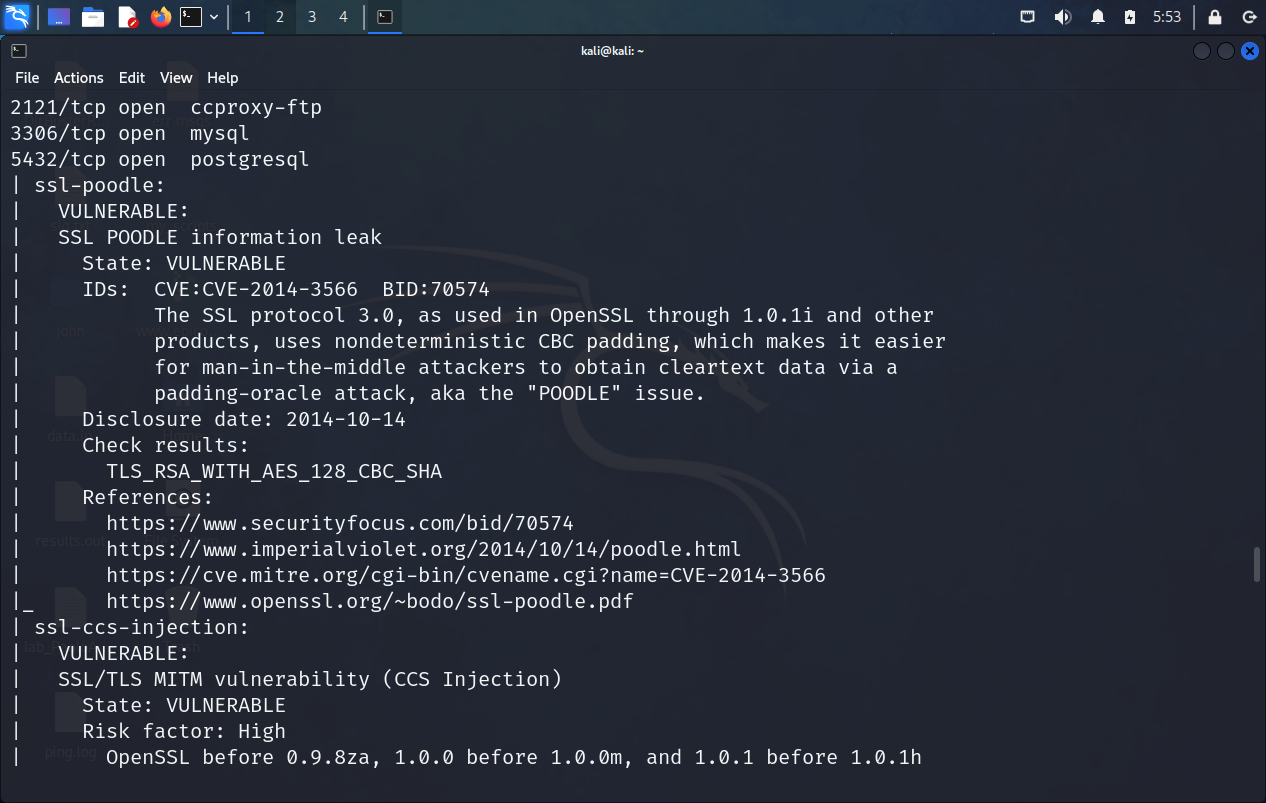 1 2 3 4 5:53
kali@kali: ~
File Actions Edit View Help
2121/tcp open  ccproxy-ftp
3306/tcp open  mysql
5432/tcp open  postgresql
| ssl-poodle:
|   VULNERABLE:
|   SSL POODLE information leak
|     State: VULNERABLE
|     IDs:  CVE:CVE-2014-3566  BID:70574
|           The SSL protocol 3.0, as used in OpenSSL through 1.0.1i and other
|           products, uses nondeterministic CBC padding, which makes it easier
|           for man-in-the-middle attackers to obtain cleartext data via a
|           padding-oracle attack, aka the "POODLE" issue.
|     Disclosure date: 2014-10-14
|     Check results:
|       TLS_RSA_WITH_AES_128_CBC_SHA
|     References:
|       https://www.securityfocus.com/bid/70574
|       https://www.imperialviolet.org/2014/10/14/poodle.html
|       https://cve.mitre.org/cgi-bin/cvename.cgi?name=CVE-2014-3566
|_      https://www.openssl.org/~bodo/ssl-poodle.pdf
| ssl-ccs-injection:
|   VULNERABLE:
|   SSL/TLS MITM vulnerability (CCS Injection)
|     State: VULNERABLE
|     Risk factor: High
|       OpenSSL before 0.9.8za, 1.0.0 before 1.0.0m, and 1.0.1 before 1.0.1h
john
results.out
ping.log